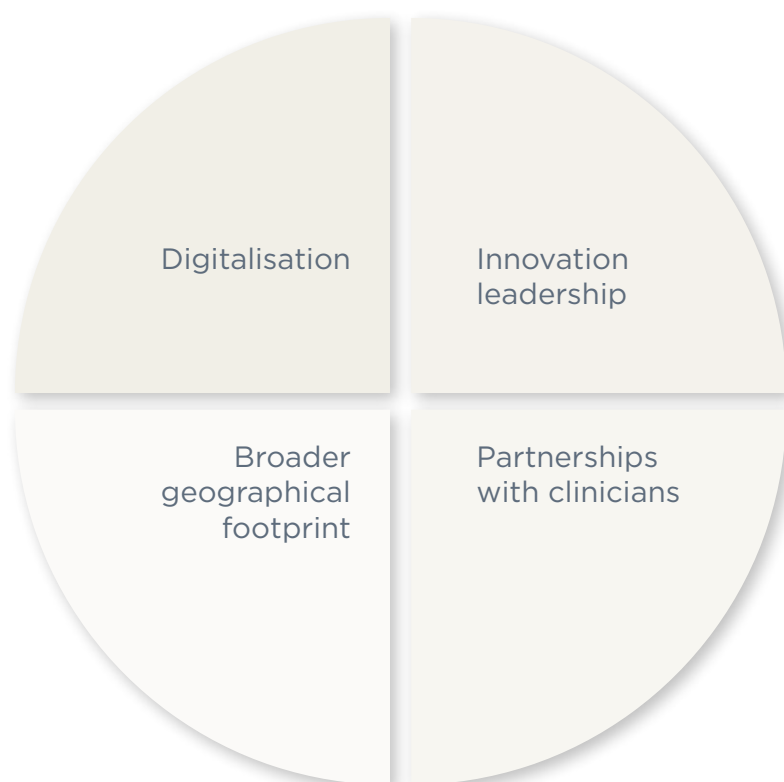 Digitalisation
Innovation
leadership
Broader
geographical
footprint
Partnerships
with clinicians